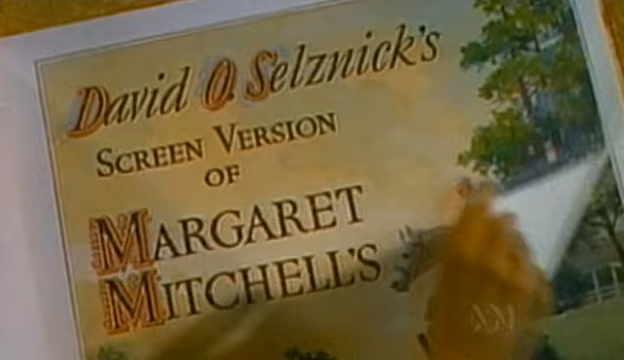 David O. Selznick's
SCREEN VERSION
OF
MARGARET
MITCHELL'S